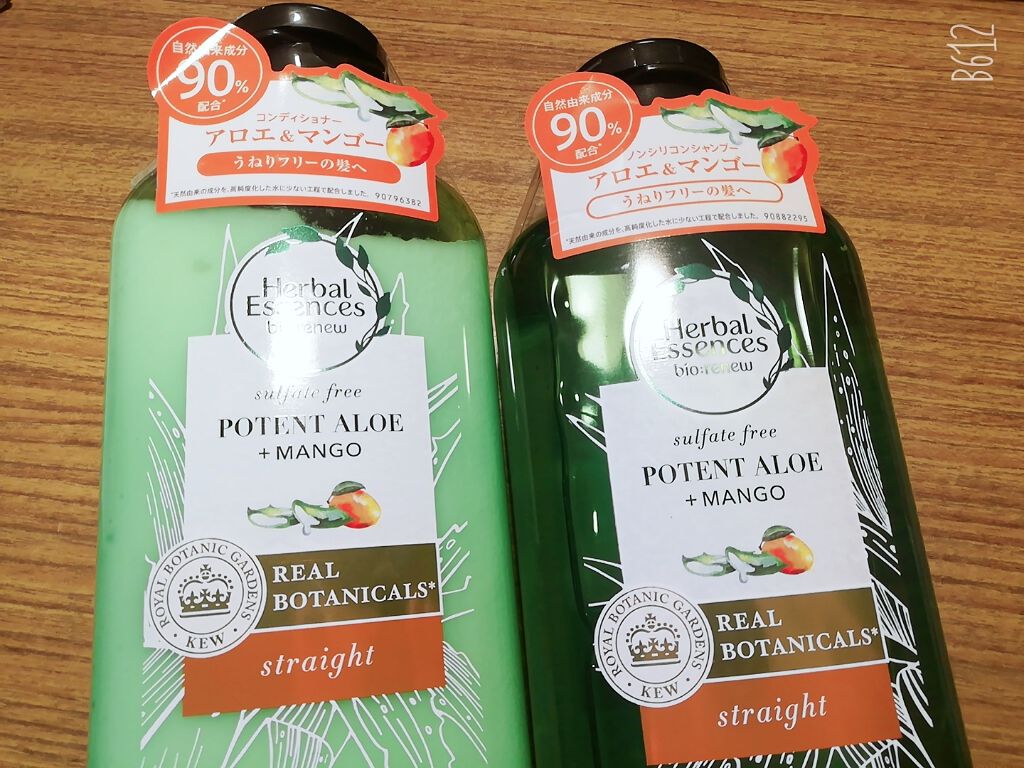 自然由来成分
90%
配合*
コンディショナー
アロエ&マンゴー
うねりフリーの髪へ
*天然由来の成分を、高純度化した水に少ない工程で配合しました。 90796382
Herbal
Essences
bio:renew
sulfate free
POTENT ALOE
+ MANGO
ROYAL BOTANIC GARDENS
· KEW ·
REAL
BOTANICALS*
straight
自然由来成分
90%
配合*
ノンシリコンシャンプー
アロエ&マンゴー
うねりフリーの髪へ
*天然由来の成分を、高純度化した水に少ない工程で配合しました。 90882295
Herbal
Essences
bio:renew
sulfate free
POTENT ALOE
+ MANGO
ROYAL BOTANIC GARDENS
· KEW ·
REAL
BOTANICALS*
straight
B612